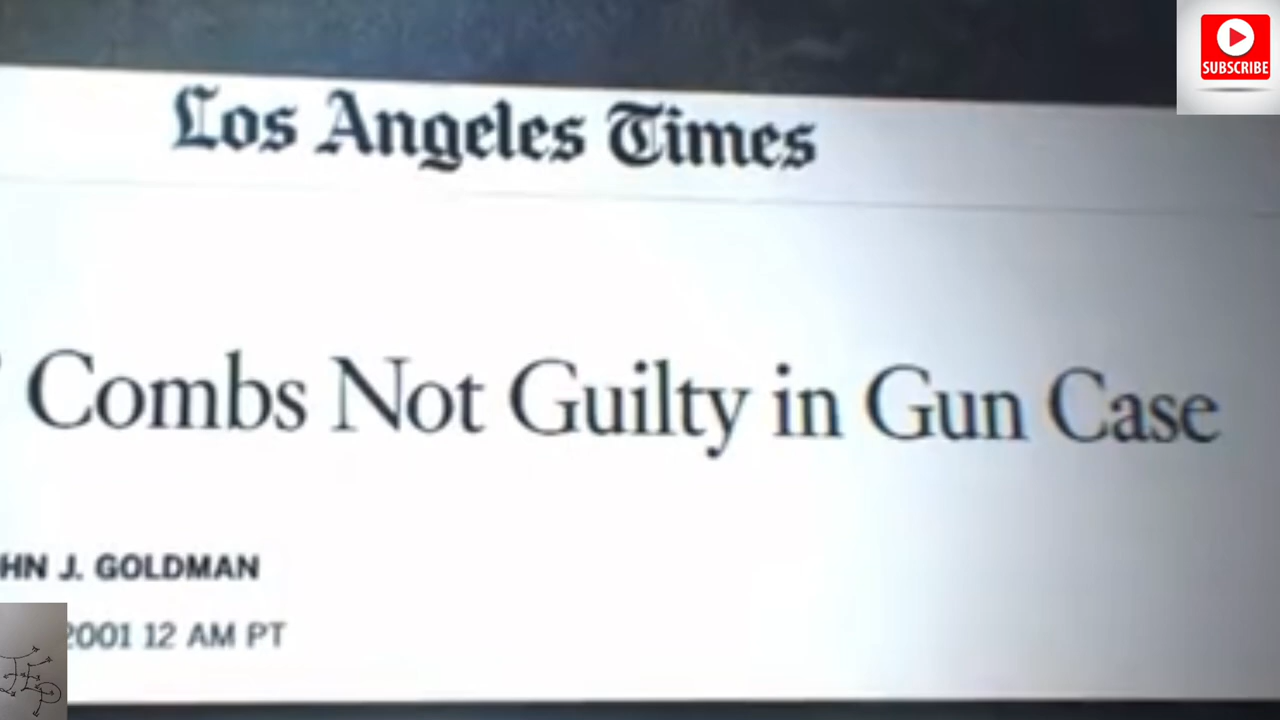 SUBSCRIBE
Los Angeles Times
Combs Not Guilty in Gun Case
HN J. GOLDMAN
2001 12 AM PT